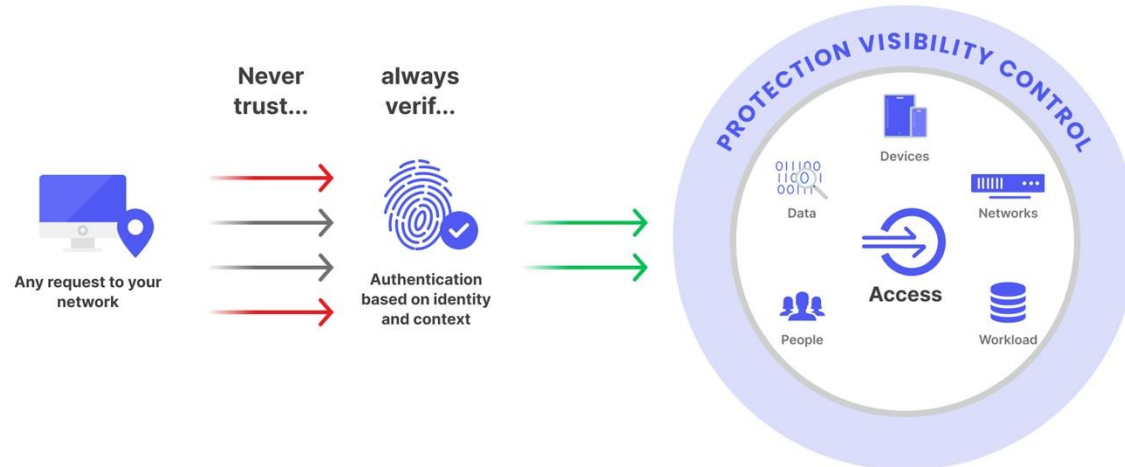 Never
trust...
always
verif...
Any request to your
network
Authentication
based on identity
and context
PROTECTION VISIBILITY CONTROL
Devices
011100
Data
Networks
Access
People
Workload